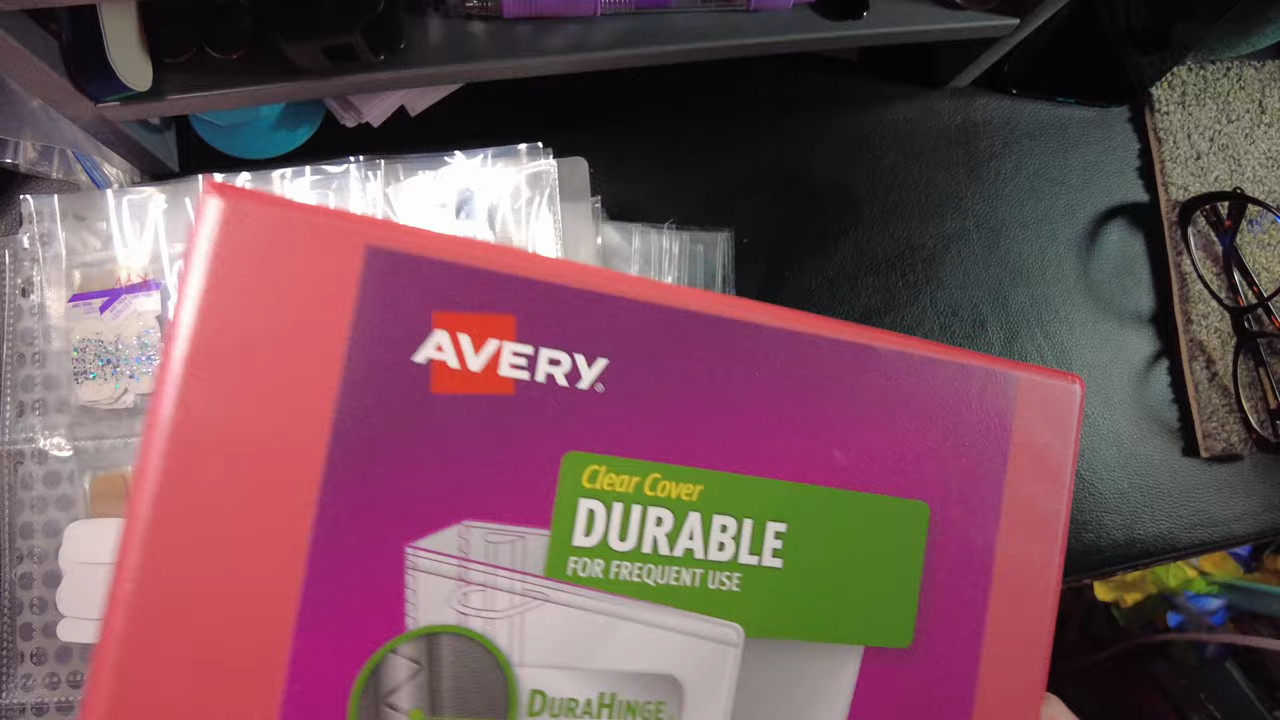 AVERY
Clear Cover
DURABLE
FOR FREQUENT USE
DURAHINGE